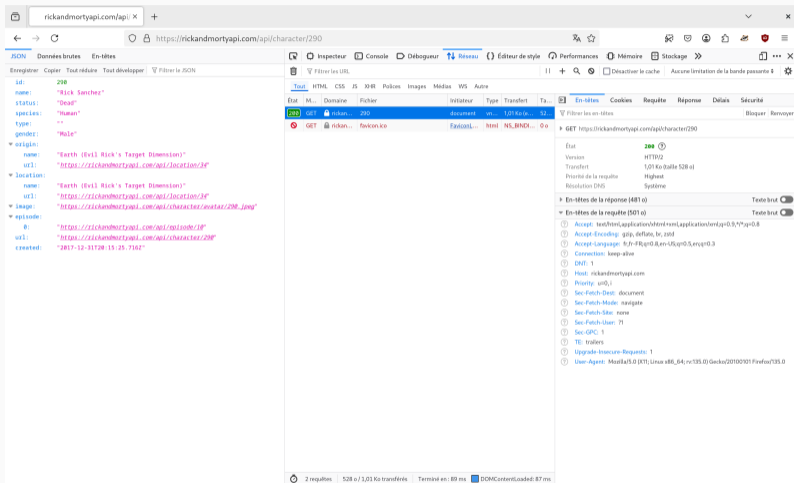 rickandmortyapi.com/api/
https://rickandmortyapi.com/api/character/290
JSON Données brutes En-têtes
Enregistrer Copier Tout réduire Tout développer Filtrer le JSON
id: 290
name: "Rick Sanchez"
status: "Dead"
species: "Human"
type: ""
gender: "Male"
origin:
name: "Earth (Evil Rick's Target Dimension)"
url: "https://rickandmortyapi.com/api/location/34"
location:
name: "Earth (Evil Rick's Target Dimension)"
url: "https://rickandmortyapi.com/api/location/34"
image: "https://rickandmortyapi.com/api/character/avatar/290.jpeg"
episode:
0: "https://rickandmortyapi.com/api/episode/10"
url: "https://rickandmortyapi.com/api/character/290"
created: "2017-12-31T20:15:25.716Z"
Inspecteur Console Débogueur Réseau {} Éditeur de style Performances Mémoire Stockage
Filtrer les URL
Désactiver le cache Aucune limitation de la bande passante
Tout HTML CSS JS XHR Polices Images Médias WS Autre
État M... Domaine Fichier Initiateur Type Transfert Ta...
200 GET rickan... 290 document vn... 1,01 Ko (e... 52...
GET rickan... favicon.ico FaviconL... html NS_BINDI... 0 o
2 requêtes 528 o / 1,01 Ko transférés Terminé en : 89 ms DOMContentLoaded: 87 ms
En-têtes Cookies Requête Réponse Délais Sécurité
Filtrer les en-têtes Bloquer Renvoyer
GET https://rickandmortyapi.com/api/character/290
État 200
Version HTTP/2
Transfert 1,01 Ko (taille 528 o)
Priorité de la requête Highest
Résolution DNS Système
En-têtes de la réponse (481 o) Texte brut
En-têtes de la requête (501 o) Texte brut
Accept: text/html,application/xhtml+xml,application/xml;q=0.9,*/*;q=0.8
Accept-Encoding: gzip, deflate, br, zstd
Accept-Language: fr,fr-FR;q=0.8,en-US;q=0.5,en;q=0.3
Connection: keep-alive
DNT: 1
Host: rickandmortyapi.com
Priority: u=0, i
Sec-Fetch-Dest: document
Sec-Fetch-Mode: navigate
Sec-Fetch-Site: none
Sec-Fetch-User: ?1
Sec-GPC: 1
TE: trailers
Upgrade-Insecure-Requests: 1
User-Agent: Mozilla/5.0 (X11; Linux x86_64; rv:135.0) Gecko/20100101 Firefox/135.0